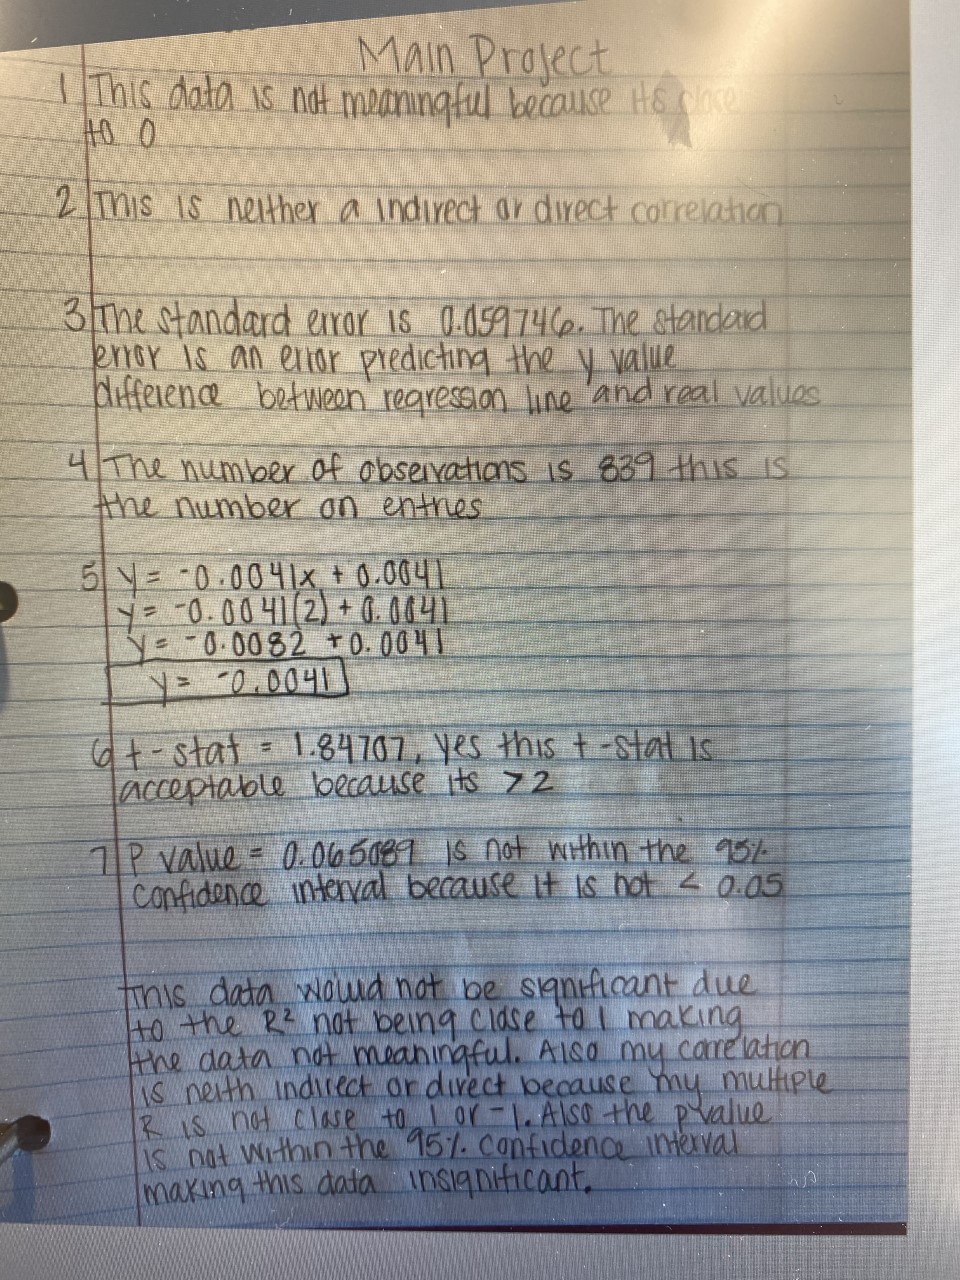 Main Project
1 This data is not meaningful because its close
to 0
2 This is neither a indirect or direct correlation
3 The standard error is 0.059746. The standard
error is an error predicting the y value
difference between regression line and real values
4 The number of observations is 839 this is
the number on entries
5 y = -0.0041x + 0.0041
y = -0.0041(2) + 0.0041
y = -0.0082 + 0.0041
y = -0.0041
6 t-stat = 1.84707, yes this t-stat is
acceptable because its > 2
7 P value = 0.065089 is not within the 95%
confidence interval because it is not < 0.05
This data would not be significant due
to the R² not being close to 1 making
the data not meaningful. Also my correlation
is neith indirect or direct because my multiple
R is not close to 1 or -1. Also the pvalue
is not within the 95% confidence interval
making this data insignificant.